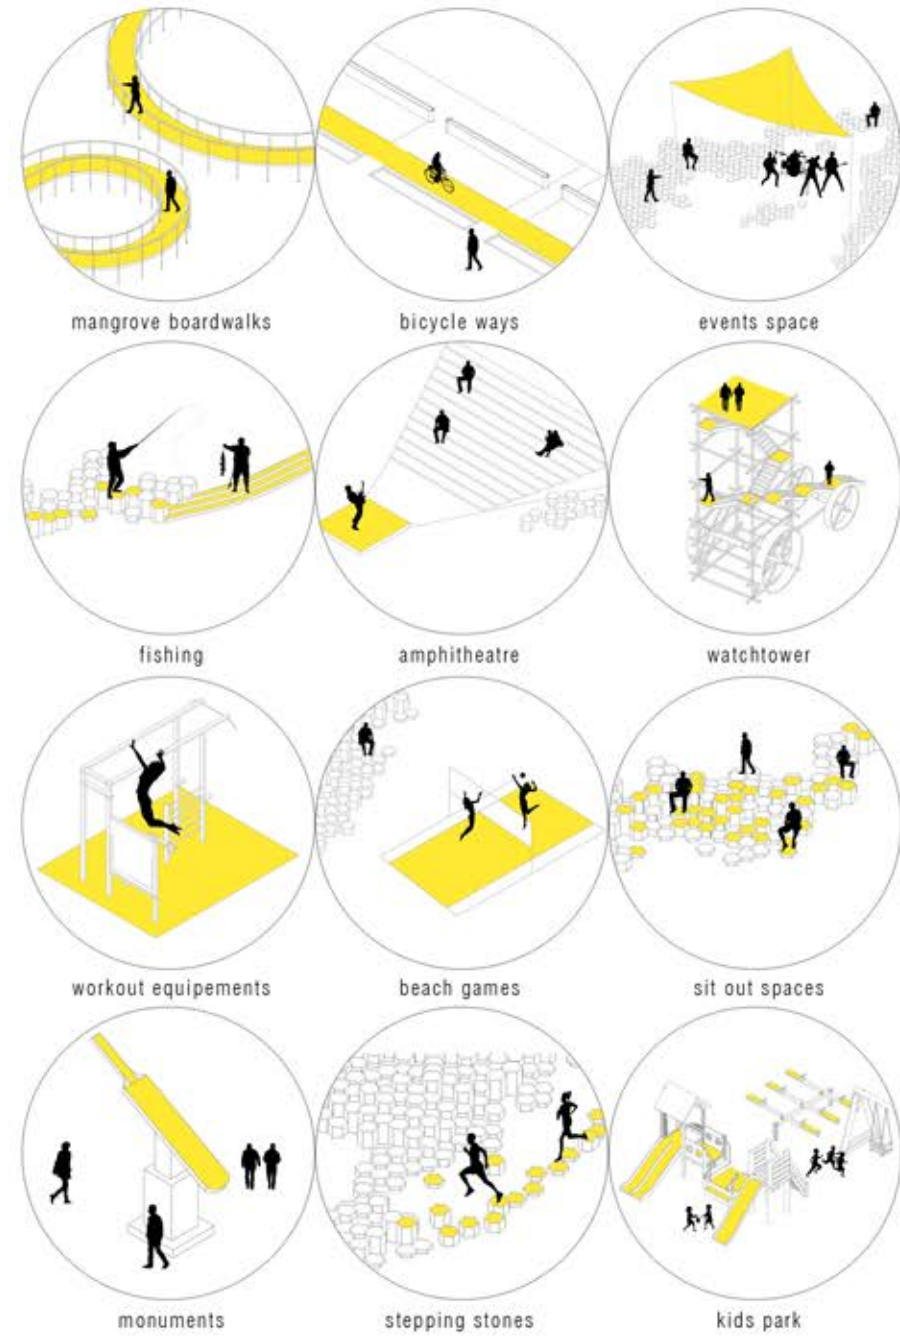 mangrove boardwalks
bicycle ways
events space
fishing
amphitheatre
watchtower
workout equipements
beach games
sit out spaces
monuments
stepping stones
kids park